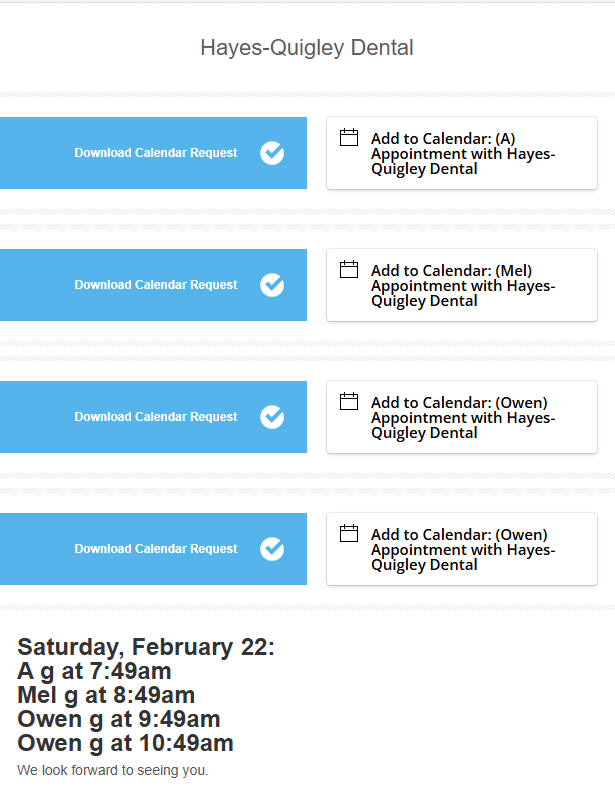 Hayes-Quigley Dental
Download Calendar Request
Add to Calendar: (A)
Appointment with Hayes-
Quigley Dental
Download Calendar Request
Add to Calendar: (Mel)
Appointment with Hayes-
Quigley Dental
Download Calendar Request
Add to Calendar: (Owen)
Appointment with Hayes-
Quigley Dental
Download Calendar Request
Add to Calendar: (Owen)
Appointment with Hayes-
Quigley Dental
Saturday, February 22:
A g at 7:49am
Mel g at 8:49am
Owen g at 9:49am
Owen g at 10:49am
We look forward to seeing you.